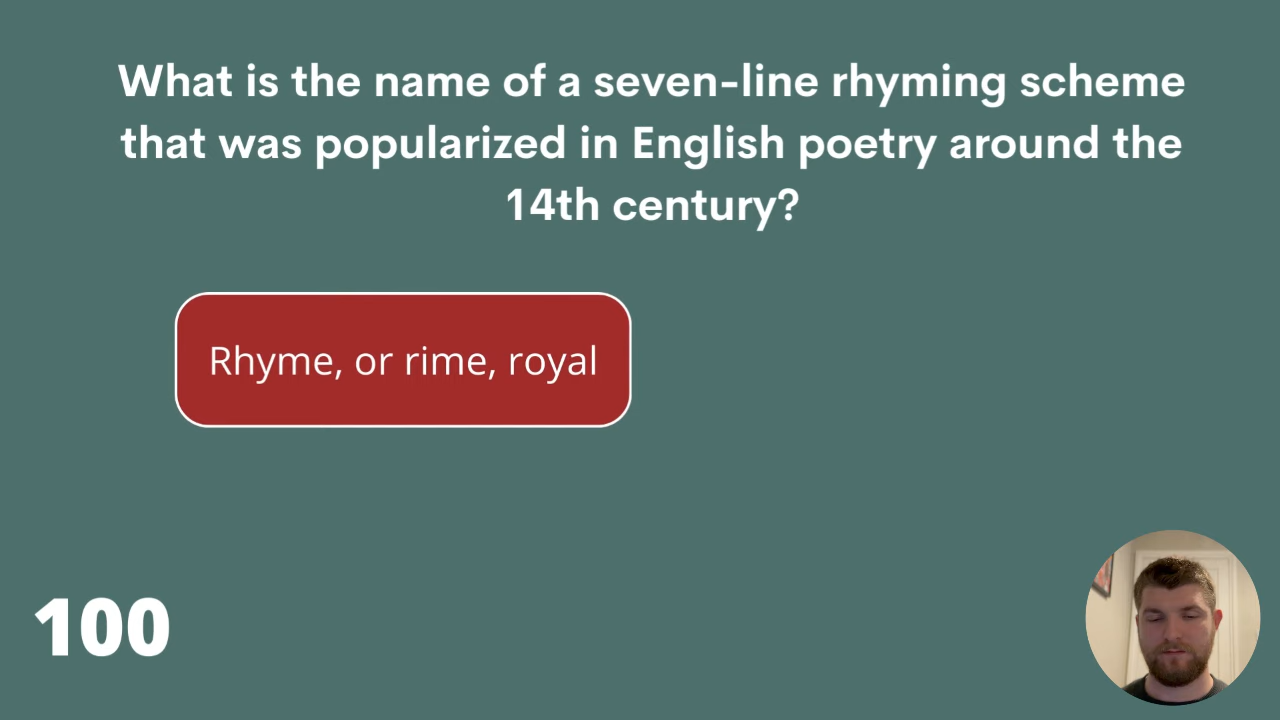 What is the name of a seven-line rhyming scheme
that was popularized in English poetry around the
14th century?
Rhyme, or rime, royal
100